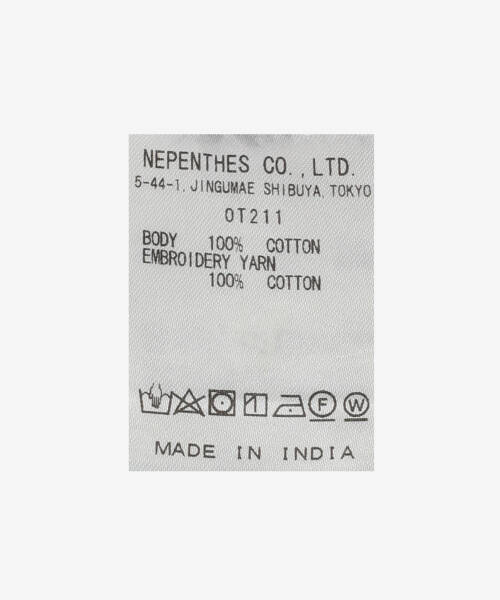 NEPENTHES CO.,LTD.
5-44-1, JINGUMAE SHIBUYA, TOKYO
OT211
BODY 100% COTTON
EMBROIDERY YARN
100% COTTON
F W
MADE IN INDIA